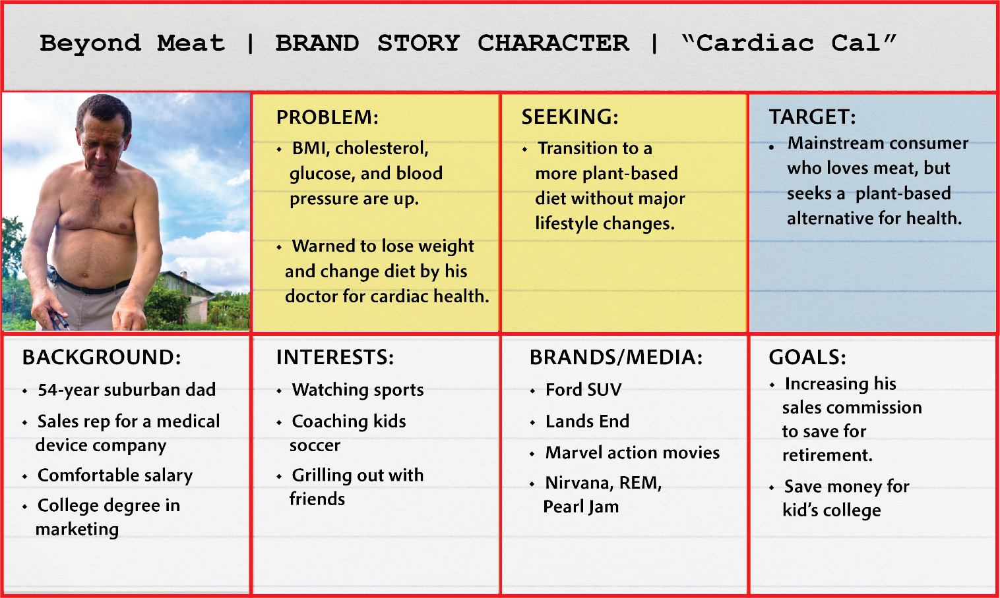 Beyond Meat | BRAND STORY CHARACTER | “Cardiac Cal”
PROBLEM:
• BMI, cholesterol,
glucose, and blood
pressure are up.
• Warned to lose weight
and change diet by his
doctor for cardiac health.
SEEKING:
• Transition to a
more plant-based
diet without major
lifestyle changes.
TARGET:
• Mainstream consumer
who loves meat, but
seeks a plant-based
alternative for health.
BACKGROUND:
• 54-year suburban dad
• Sales rep for a medical
device company
• Comfortable salary
• College degree in
marketing
INTERESTS:
• Watching sports
• Coaching kids
soccer
• Grilling out with
friends
BRANDS/MEDIA:
• Ford SUV
• Lands End
• Marvel action movies
• Nirvana, REM,
Pearl Jam
GOALS:
• Increasing his
sales commission
to save for
retirement.
• Save money for
kid’s college